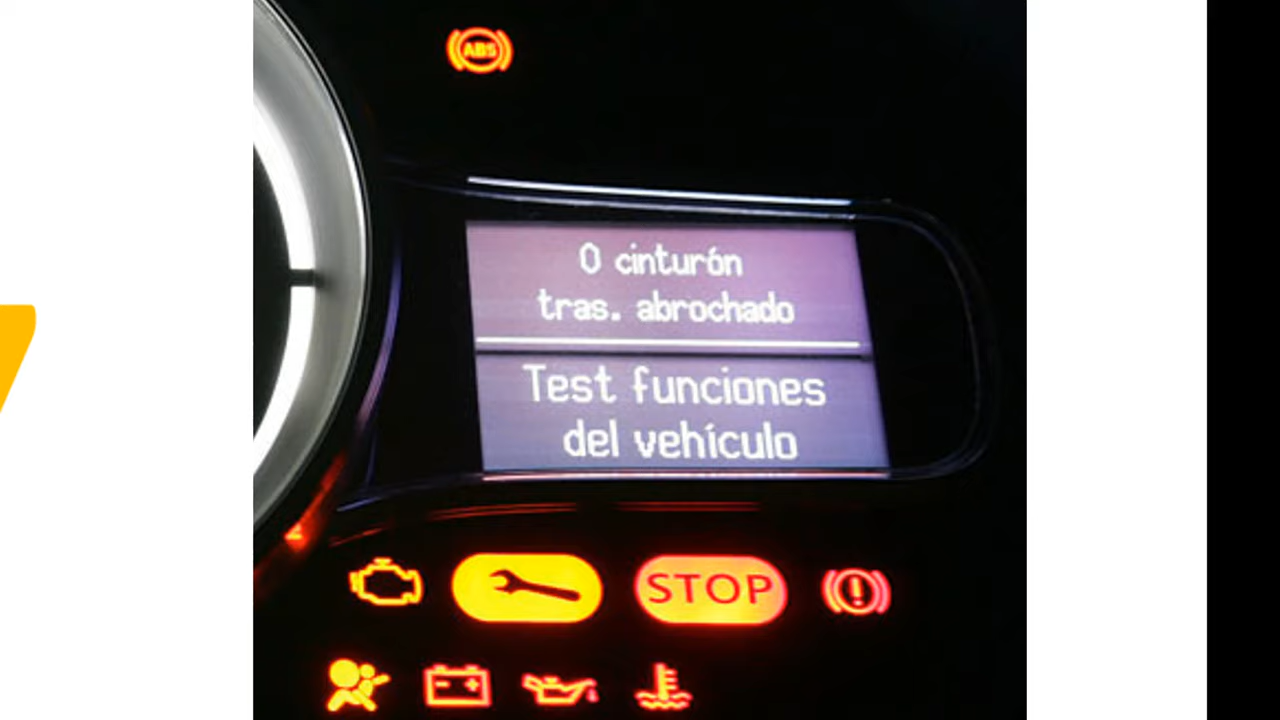 ABS
0 cinturón
tras. abrochado
Test funciones
del vehículo
STOP